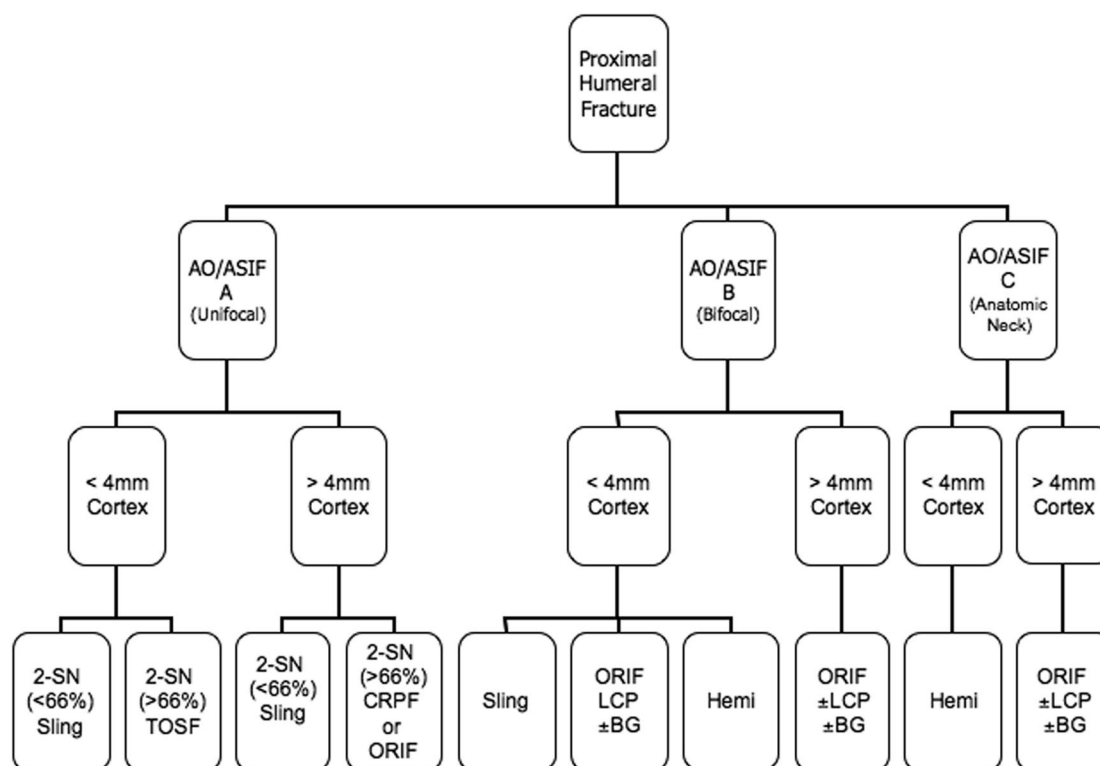 Proximal
Humeral
Fracture
AO/ASIF
A
(Unifocal)
AO/ASIF
B
(Bifocal)
AO/ASIF
C
(Anatomic
Neck)
< 4mm
Cortex
> 4mm
Cortex
< 4mm
Cortex
> 4mm
Cortex
< 4mm
Cortex
> 4mm
Cortex
2-SN
(<66%)
Sling
2-SN
(>66%)
TOSF
2-SN
(<66%)
Sling
2-SN
(>66%)
CRPF
or
ORIF
Sling
ORIF
LCP
±BG
Hemi
ORIF
±LCP
±BG
Hemi
ORIF
±LCP
±BG